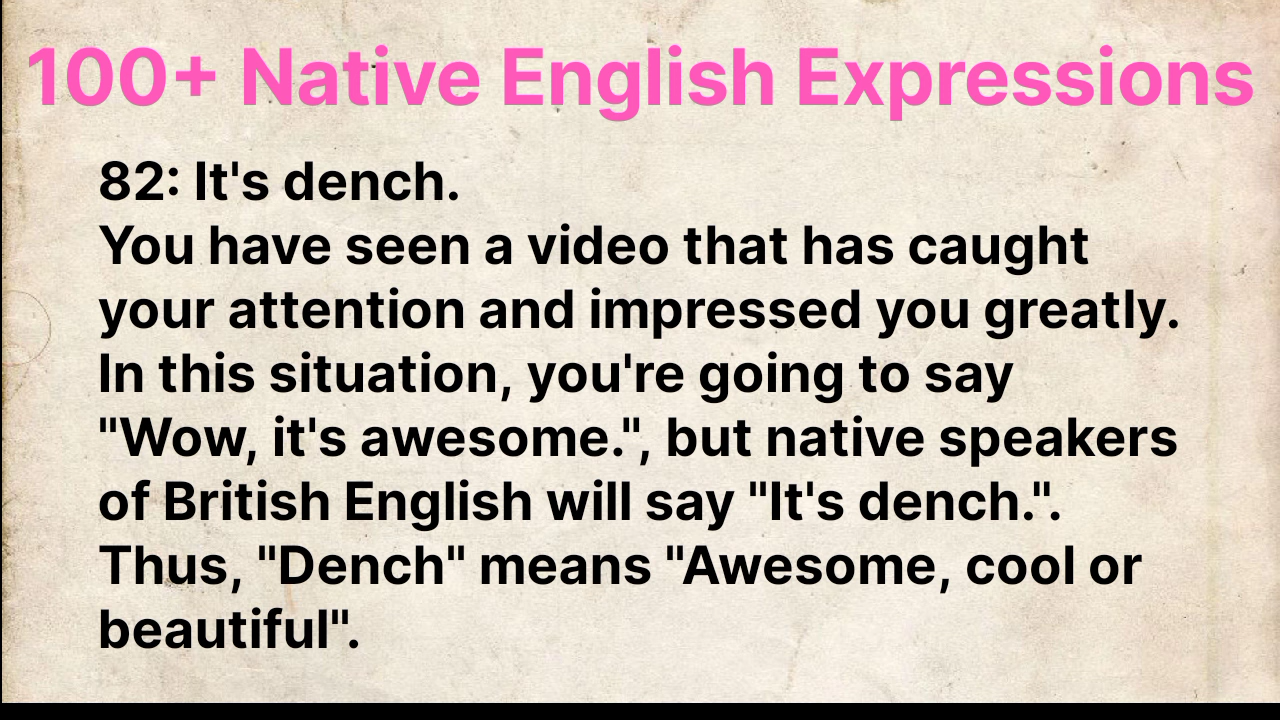 100+ Native English Expressions
82: It's dench.
You have seen a video that has caught
your attention and impressed you greatly.
In this situation, you're going to say
"Wow, it's awesome.", but native speakers
of British English will say "It's dench.".
Thus, "Dench" means "Awesome, cool or
beautiful".